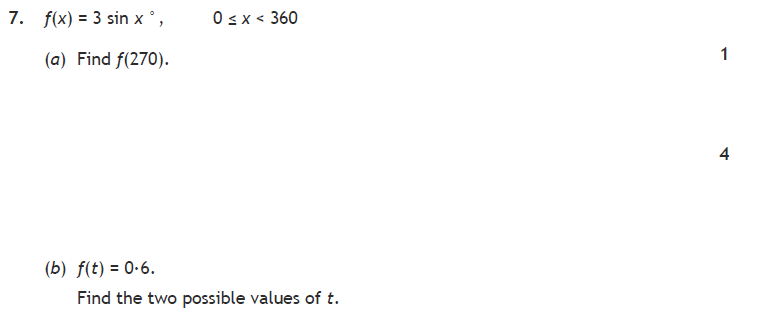 7. f(x) = 3 sin x °, 0 ≤ x < 360
(a) Find f(270). 1
4
(b) f(t) = 0·6.
Find the two possible values of t.